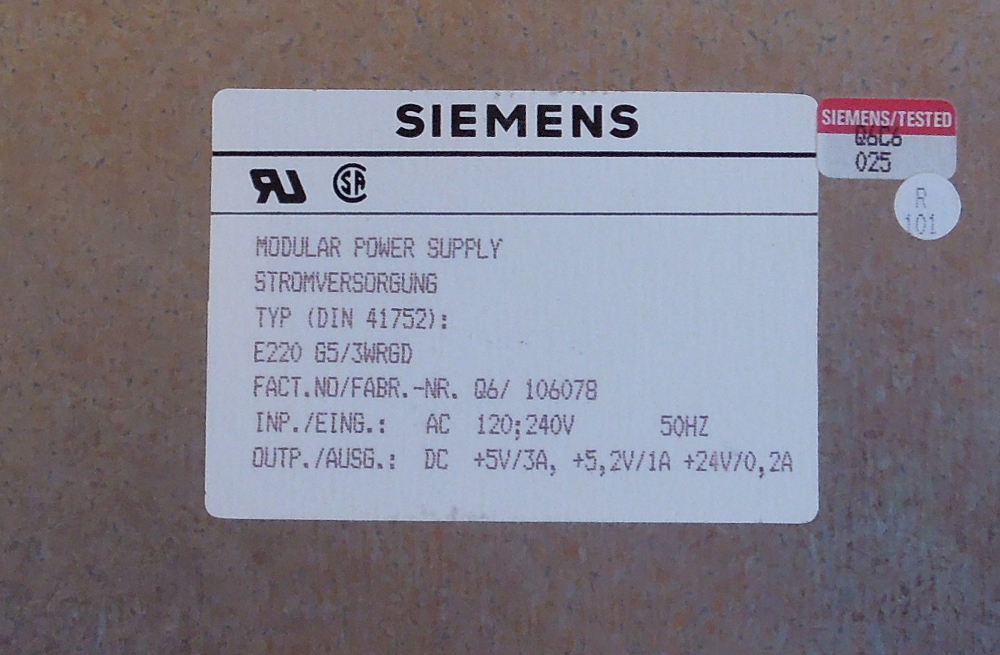 SIEMENS
SIEMENS/TESTED
Q6C6
025
R
101
MODULAR POWER SUPPLY
STROMVERSORGUNG
TYP (DIN 41752):
E220 G5/3WRGD
FACT.NO/FABR.-NR. Q6/ 106078
INP./EING.: AC 120;240V 50HZ
OUTP./AUSG.: DC +5V/3A, +5,2V/1A +24V/0,2A